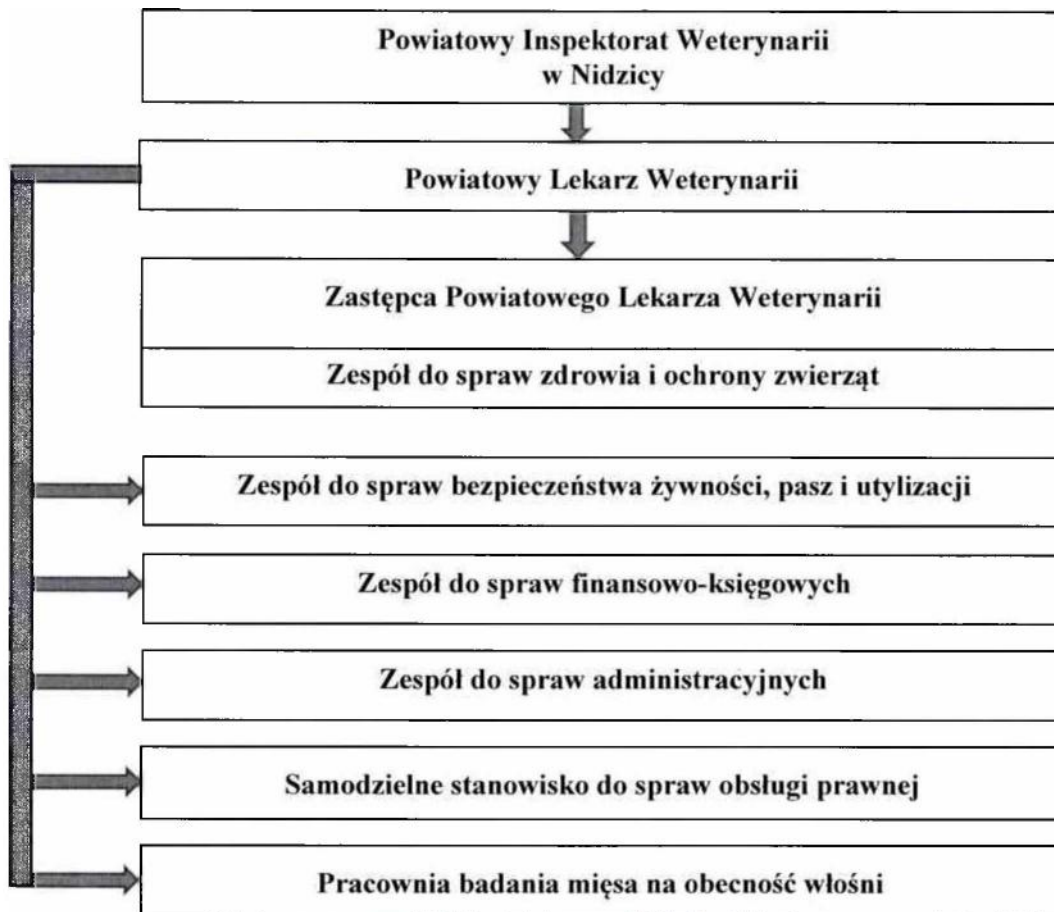 Powiatowy Inspektorat Weterynarii
w Nidzicy
Powiatowy Lekarz Weterynarii
Zastępca Powiatowego Lekarza Weterynarii
Zespół do spraw zdrowia i ochrony zwierząt
Zespół do spraw bezpieczeństwa żywności, pasz i utylizacji
Zespół do spraw finansowo-księgowych
Zespół do spraw administracyjnych
Samodzielne stanowisko do spraw obsługi prawnej
Pracownia badania mięsa na obecność włośni